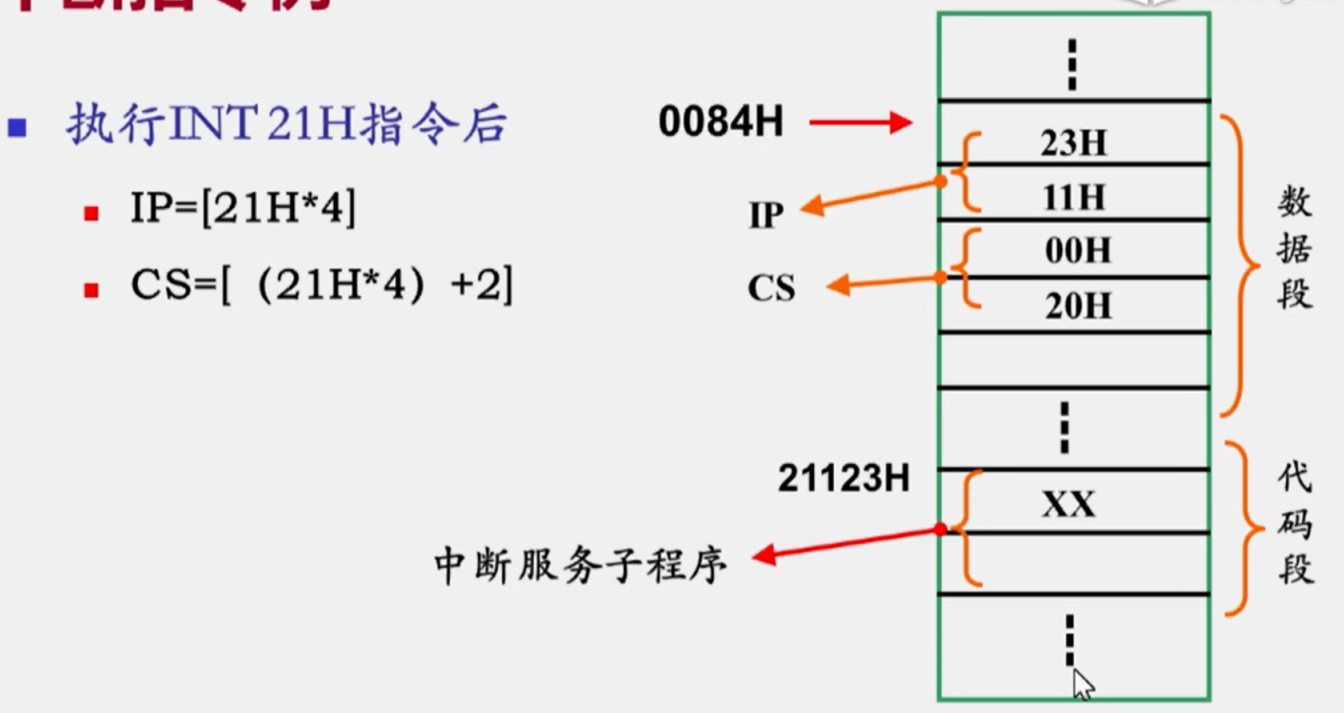 执行INT 21H指令后
IP=[21H*4]
CS=[（21H*4）+2]
0084H
23H
11H
IP
00H
CS
20H
数据段
21123H
XX
中断服务子程序
代码段